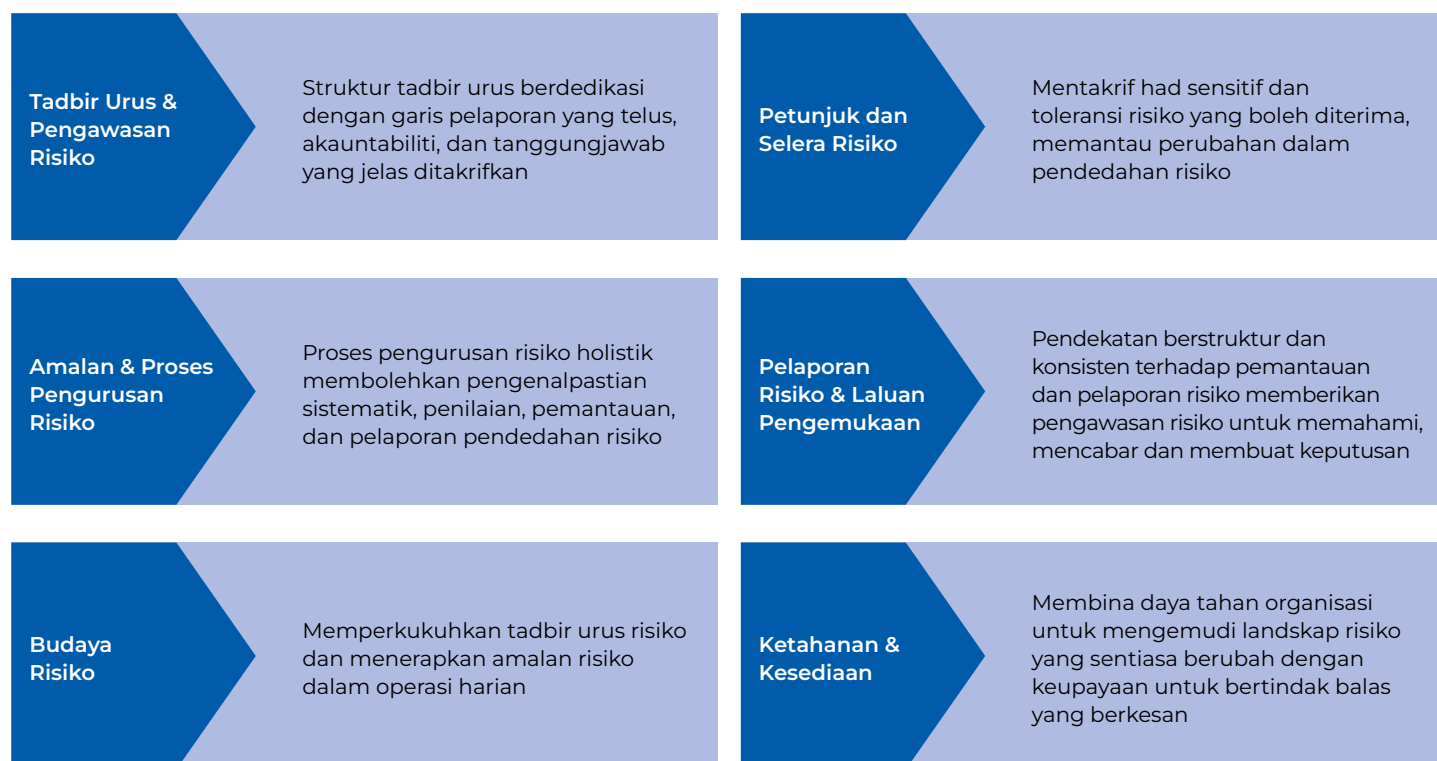 Tadbir Urus &
Pengawasan
Risiko
Struktur tadbir urus berdedikasi
dengan garis pelaporan yang telus,
akauntabiliti, dan tanggungjawab
yang jelas ditakrifkan
Petunjuk dan
Selera Risiko
Mentakrif had sensitif dan
toleransi risiko yang boleh diterima,
memantau perubahan dalam
pendedahan risiko
Amalan & Proses
Pengurusan
Risiko
Proses pengurusan risiko holistik
membolehkan pengenalpastian
sistematik, penilaian, pemantauan,
dan pelaporan pendedahan risiko
Pelaporan
Risiko & Laluan
Pengemukaan
Pendekatan berstruktur dan
konsisten terhadap pemantauan
dan pelaporan risiko memberikan
pengawasan risiko untuk memahami,
mencabar dan membuat keputusan
Budaya
Risiko
Memperkukuhkan tadbir urus risiko
dan menerapkan amalan risiko
dalam operasi harian
Ketahanan &
Kesediaan
Membina daya tahan organisasi
untuk mengemudi landskap risiko
yang sentiasa berubah dengan
keupayaan untuk bertindak balas
yang berkesan